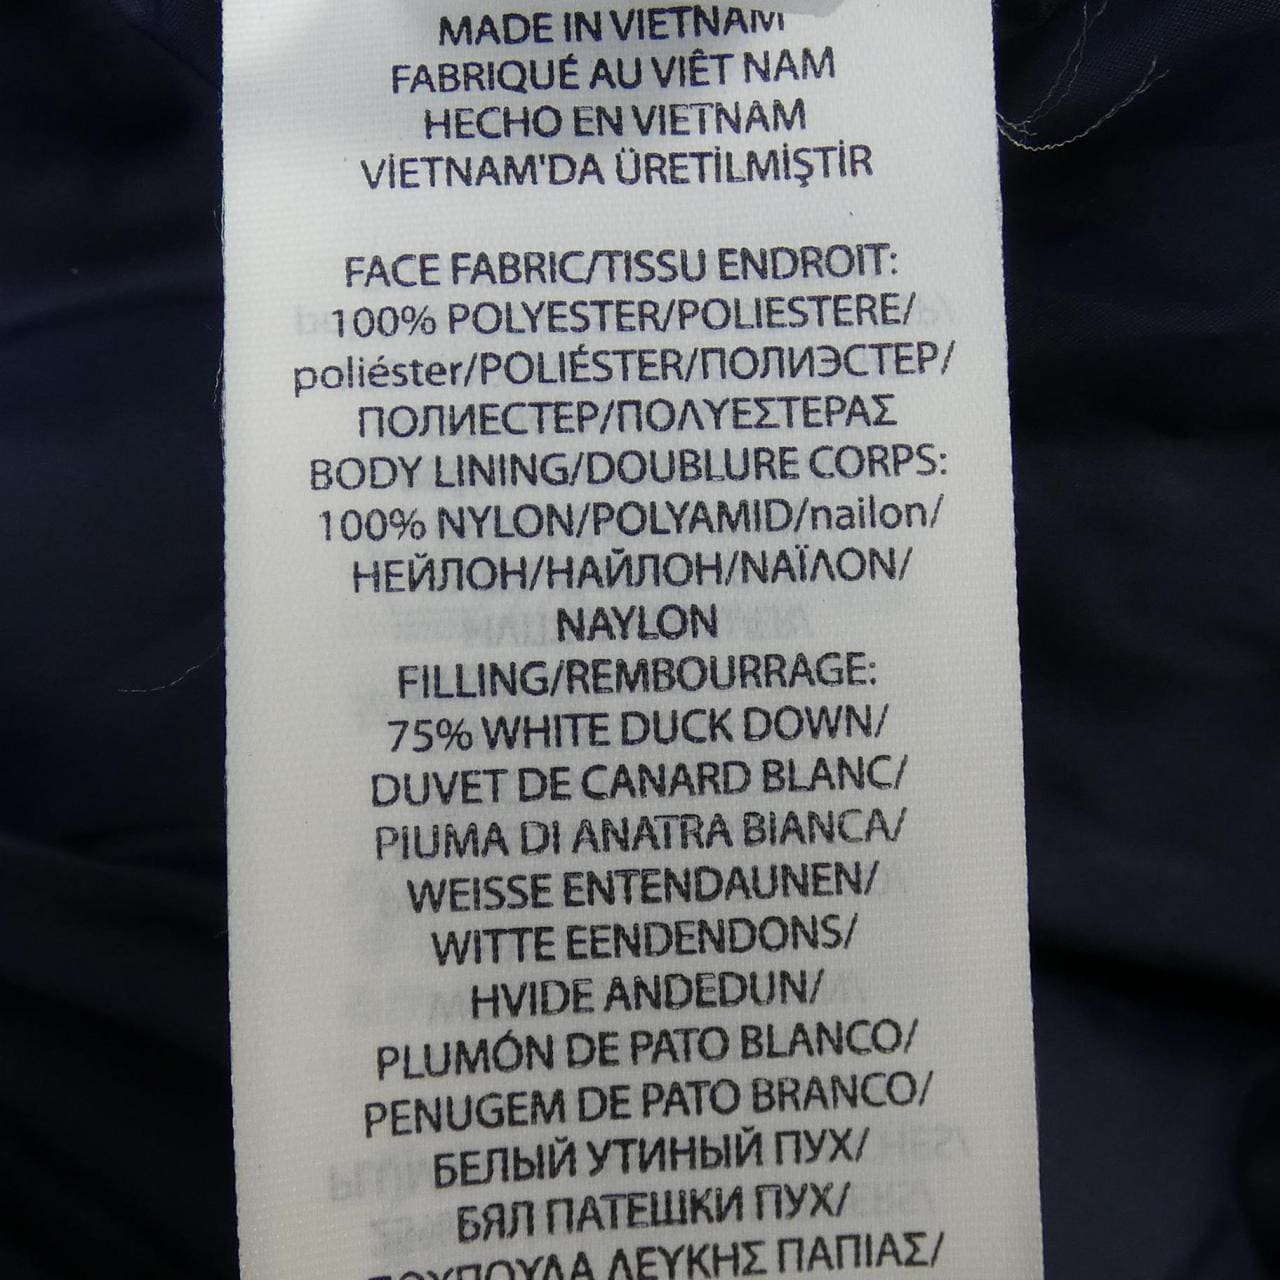 MADE IN VIETNAM
FABRIQUÉ AU VIÊT NAM
HECHO EN VIETNAM
VİETNAM'DA ÜRETİLMİŞTİR
FACE FABRIC/TISSU ENDROIT:
100% POLYESTER/POLIESTERE/
poliéster/POLIÉSTER/ПОЛИЭСТЕР/
ПОЛИЕСТЕР/ΠΟΛΥΕΣΤΕΡΑΣ
BODY LINING/DOUBLURE CORPS:
100% NYLON/POLYAMID/nailon/
НЕЙЛОН/НАЙЛОН/ΝΑΪΛΟΝ/
NAYLON
FILLING/REMBOURRAGE:
75% WHITE DUCK DOWN/
DUVET DE CANARD BLANC/
PIUMA DI ANATRA BIANCA/
WEISSE ENTENDAUNEN/
WITTE EENDENDONS/
HVIDE ANDEDUN/
PLUMÓN DE PATO BLANCO/
PENUGEM DE PATO BRANCO/
БЕЛЫЙ УТИНЫЙ ПУХ/
БЯЛ ПАТЕШКИ ПУХ/
ΛΕΥΚΗΣ ΠΑΠΙΑΣ/